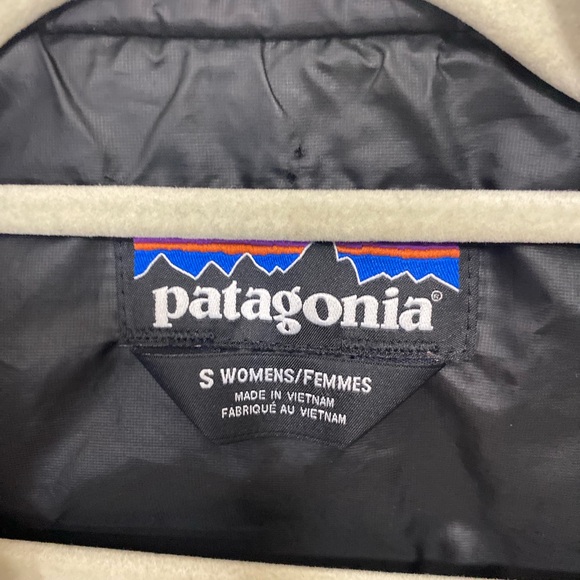 patagonia®
S WOMENS/FEMMES
MADE IN VIETNAM
FABRIQUÉ AU VIETNAM